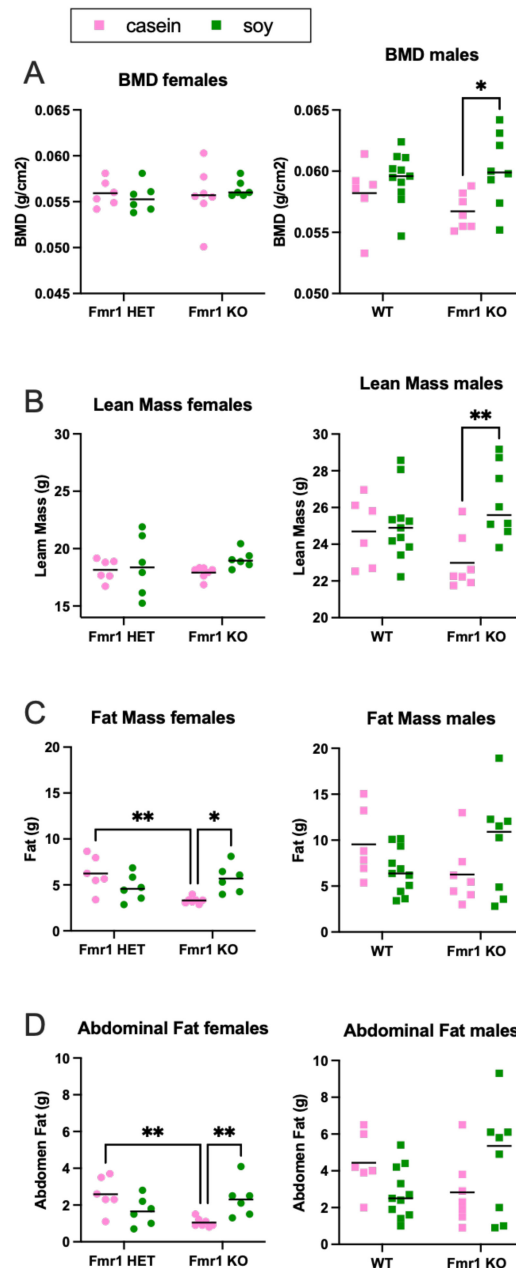 casein soy
A
BMD females
BMD (g/cm2)
0.065
0.060
0.055
0.050
0.045
Fmr1 HET Fmr1 KO
BMD males
*
BMD (g/cm2)
0.065
0.060
0.055
0.050
WT Fmr1 KO
B
Lean Mass females
Leam Mass (g)
30
25
20
15
Fmr1 HET Fmr1 KO
Lean Mass males
**
Lean Mass (g)
30
28
26
24
22
20
WT Fmr1 KO
C
Fat Mass females
** *
Fat (g)
20
15
10
5
0
Fmr1 HET Fmr1 KO
Fat Mass males
Fat (g)
20
15
10
5
0
WT Fmr1 KO
D
Abdominal Fat females
** **
Abdomen Fat (g)
10
8
6
4
2
0
Fmr1 HET Fmr1 KO
Abdominal Fat males
Abdomen Fat (g)
10
8
6
4
2
0
WT Fmr1 KO